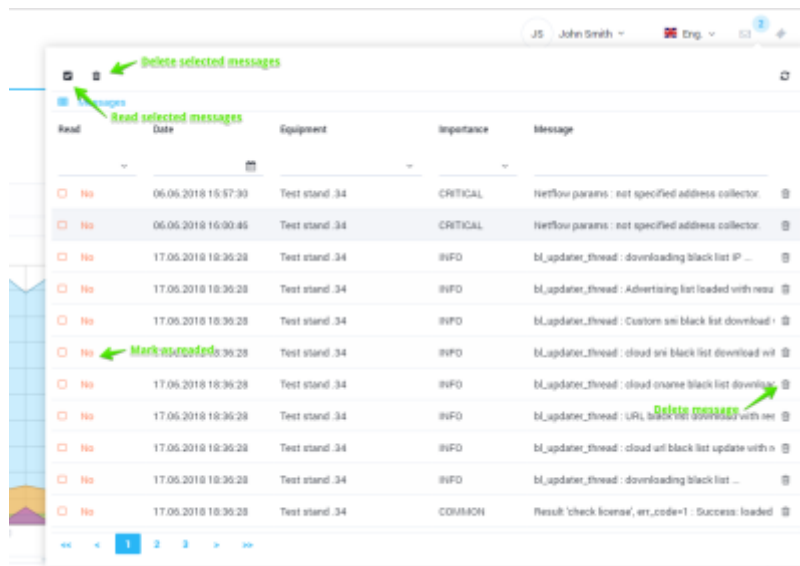 JS John Smith Eng. 2
Delete selected messages
Messages
Read selected messages
Read Date Equipment Importance Message
No 06.06.2018 15:57:30 Test stand .34 CRITICAL Netflow params : not specified address collector.
No 06.06.2018 16:00:46 Test stand .34 CRITICAL Netflow params : not specified address collector.
No 17.06.2018 18:36:28 Test stand .34 INFO bl_updater_thread : downloading black list IP ...
No 17.06.2018 18:36:28 Test stand .34 INFO bl_updater_thread : Advertising list loaded with resu
No 17.06.2018 18:36:28 Test stand .34 INFO bl_updater_thread : Custom sni black list download
No Mark as readed 8:36:28 Test stand .34 INFO bl_updater_thread : cloud sni black list download wit
No 17.06.2018 18:36:28 Test stand .34 INFO bl_updater_thread : cloud cname black list downloa
Delete message
No 17.06.2018 18:36:28 Test stand .34 INFO bl_updater_thread : URL black list download with res
No 17.06.2018 18:36:28 Test stand .34 INFO bl_updater_thread : cloud url black list update with
No 17.06.2018 18:36:28 Test stand .34 INFO bl_updater_thread : downloading black list ...
No 17.06.2018 18:36:28 Test stand .34 COMMON Result 'check license', err_code=1 : Success: loaded
<< < 1 2 3 > >>